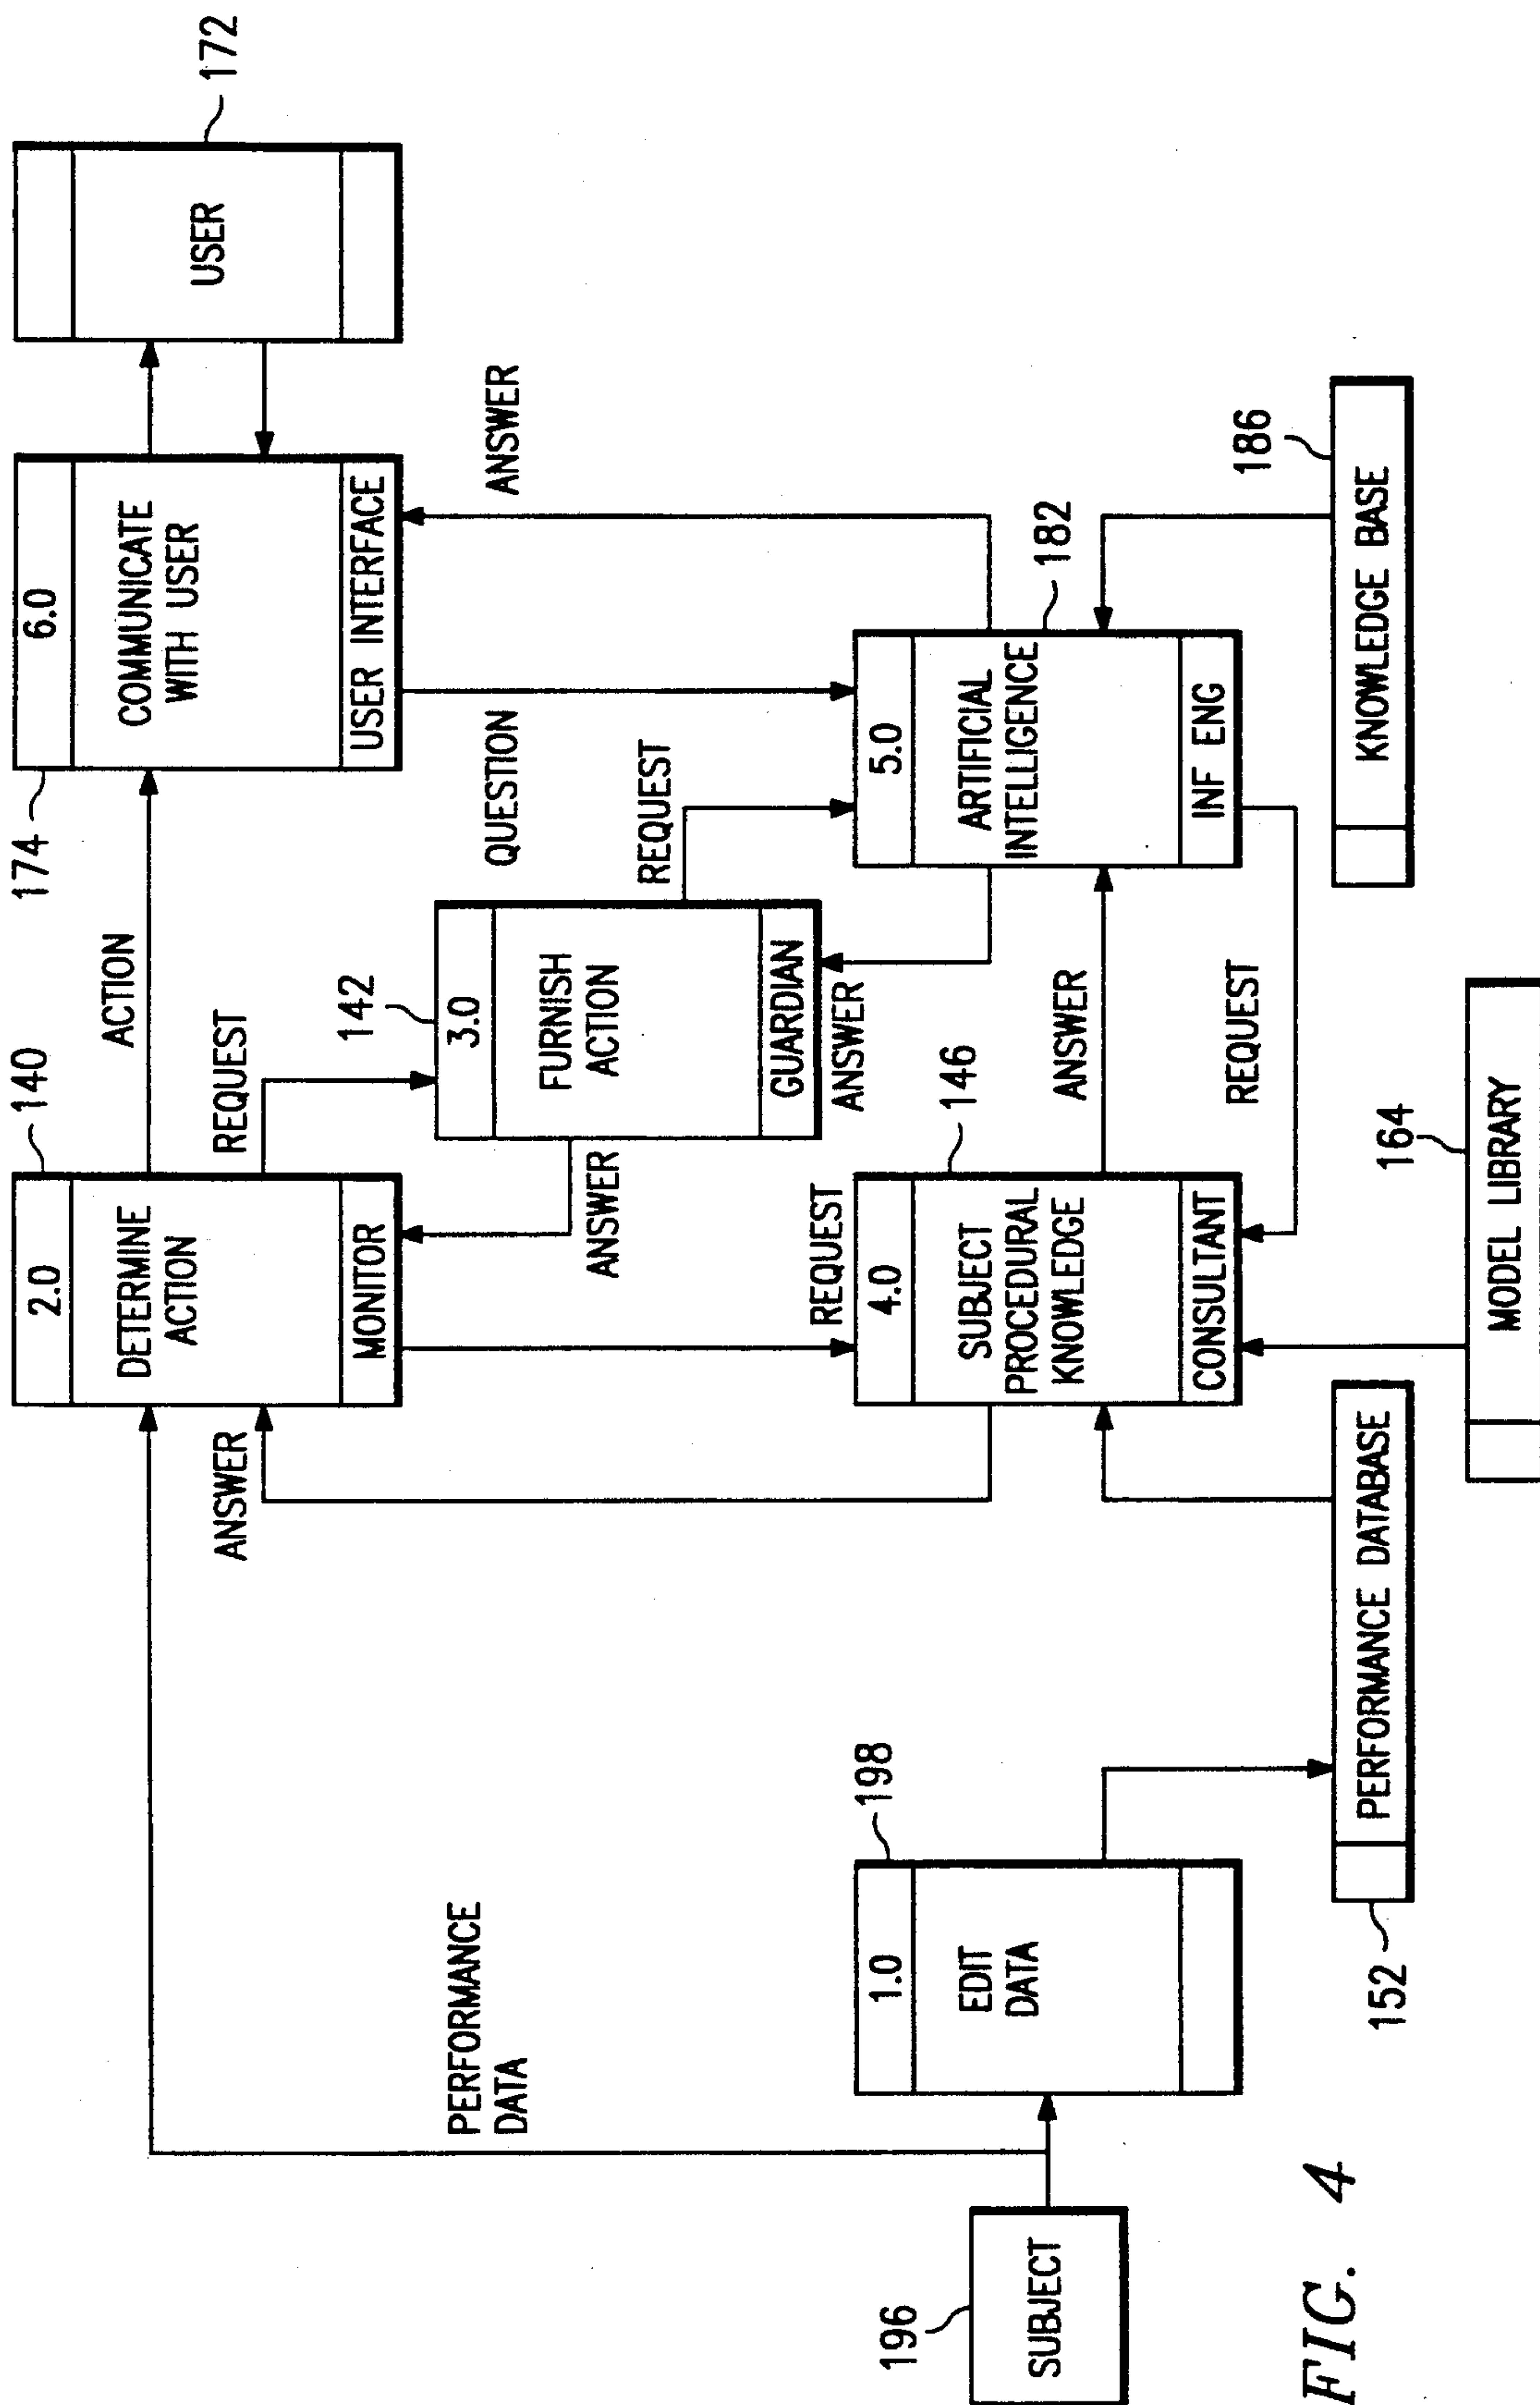 174
6.0
COMMUNICATE
WITH USER
USER INTERFACE
USER
172
140
2.0
DETERMINE
ACTION
MONITOR
ACTION
REQUEST
ANSWER
ANSWER
REQUEST
142
3.0
FURNISH
ACTION
GUARDIAN
ANSWER
REQUEST
QUESTION
ANSWER
PERFORMANCE
DATA
196
SUBJECT
198
1.0
EDIT
DATA
146
4.0
SUBJECT
PROCEDURAL
KNOWLEDGE
CONSULTANT
ANSWER
REQUEST
182
5.0
ARTIFICIAL
INTELLIGENCE
INF ENG
152
PERFORMANCE DATABASE
164
MODEL LIBRARY
186
KNOWLEDGE BASE
FIG. 4